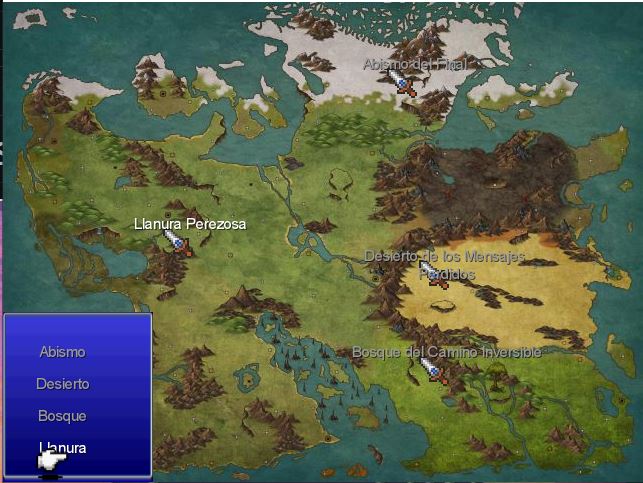 Abismo del Final
Llanura Perezosa
Desierto de los Mensajes
Perdidos
Bosque del Camino Inversible
Abismo
Desierto
Bosque
Llanura